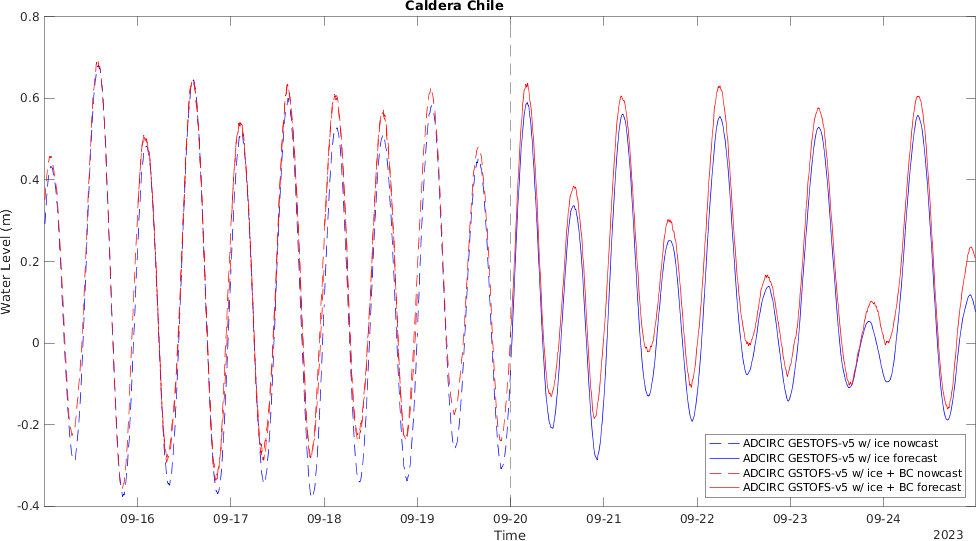 Caldera Chile
0.8
0.6
0.4
0.2
0
-0.2
-0.4
Water Level (m)
09-16
09-17
09-18
09-19
09-20
09-21
09-22
09-23
09-24
Time
2023
ADCIRC GESTOFS-v5 w/ ice nowcast
ADCIRC GESTOFS-v5 w/ ice forecast
ADCIRC GSTOFS-v5 w/ ice + BC nowcast
ADCIRC GSTOFS-v5 w/ ice + BC forecast